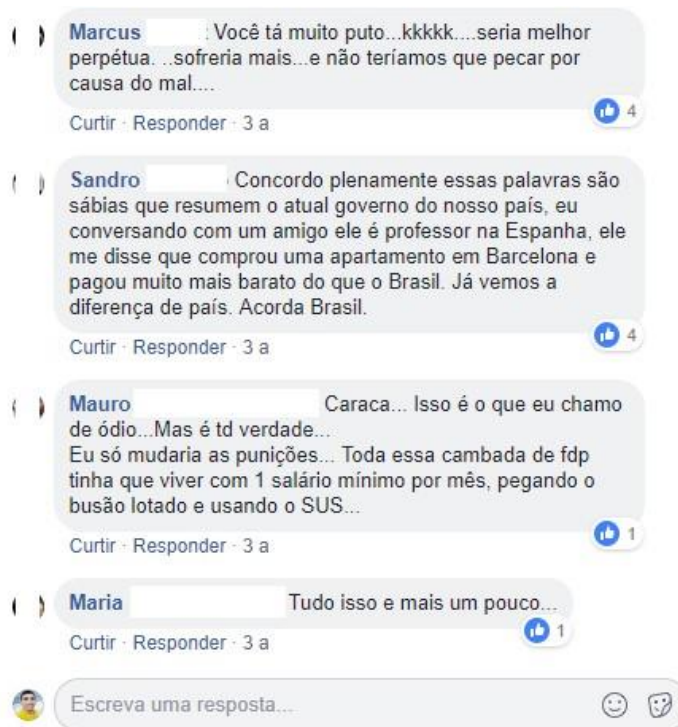 Marcus : Você tá muito puto...kkkkk....seria melhor
perpétua. ..sofreria mais...e não teríamos que pecar por
causa do mal....
4
Curtir · Responder · 3 a
Sandro Concordo plenamente essas palavras são
sábias que resumem o atual governo do nosso país, eu
conversando com um amigo ele é professor na Espanha, ele
me disse que comprou uma apartamento em Barcelona e
pagou muito mais barato do que o Brasil. Já vemos a
diferença de país. Acorda Brasil.
4
Curtir · Responder · 3 a
Mauro Caraca... Isso é o que eu chamo
de ódio...Mas é td verdade...
Eu só mudaria as punições... Toda essa cambada de fdp
tinha que viver com 1 salário mínimo por mês, pegando o
busão lotado e usando o SUS...
1
Curtir · Responder · 3 a
Maria Tudo isso e mais um pouco...
1
Curtir · Responder · 3 a
Escreva uma resposta...